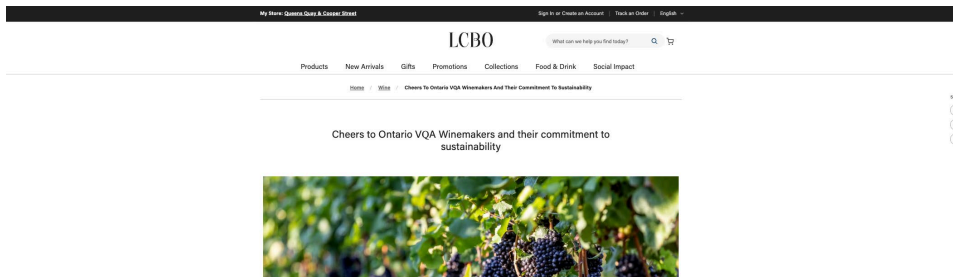 My Store: Queens Quay & Cooper Street
Sign In or Create an Account | Track an Order | English
LCBO
What can we help you find today?
Products New Arrivals Gifts Promotions Collections Food & Drink Social Impact
Home / Wine / Cheers To Ontario VQA Winemakers And Their Commitment To Sustainability
Cheers to Ontario VQA Winemakers and their commitment to
sustainability